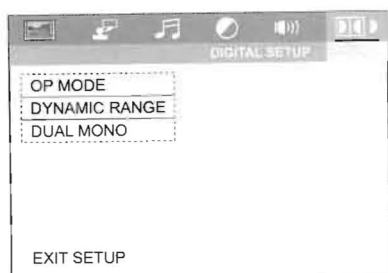 DIGITAL SETUP
OP MODE
DYNAMIC RANGE
DUAL MONO
EXIT SETUP